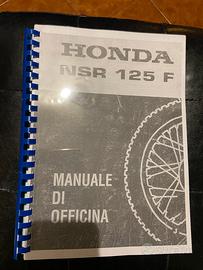 HONDA
NSR 125 F
MANUALE
DI
OFFICINA